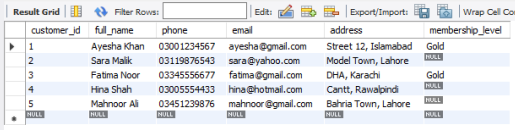 Result Grid Filter Rows: Edit: Export/Import: Wrap Cell Co
customer_id full_name phone email address membership_level
1 Ayesha Khan 03001234567 ayesha@gmail.com Street 12, Islamabad Gold
2 Sara Malik 03119876543 sara@yahoo.com Model Town, Lahore NULL
3 Fatima Noor 03345556677 fatima@gmail.com DHA, Karachi Gold
4 Hina Shah 03005554433 hina@hotmail.com Cantt, Rawalpindi NULL
5 Mahnoor Ali 03451239876 mahnoor@gmail.com Bahria Town, Lahore NULL
NULL NULL NULL NULL NULL NULL